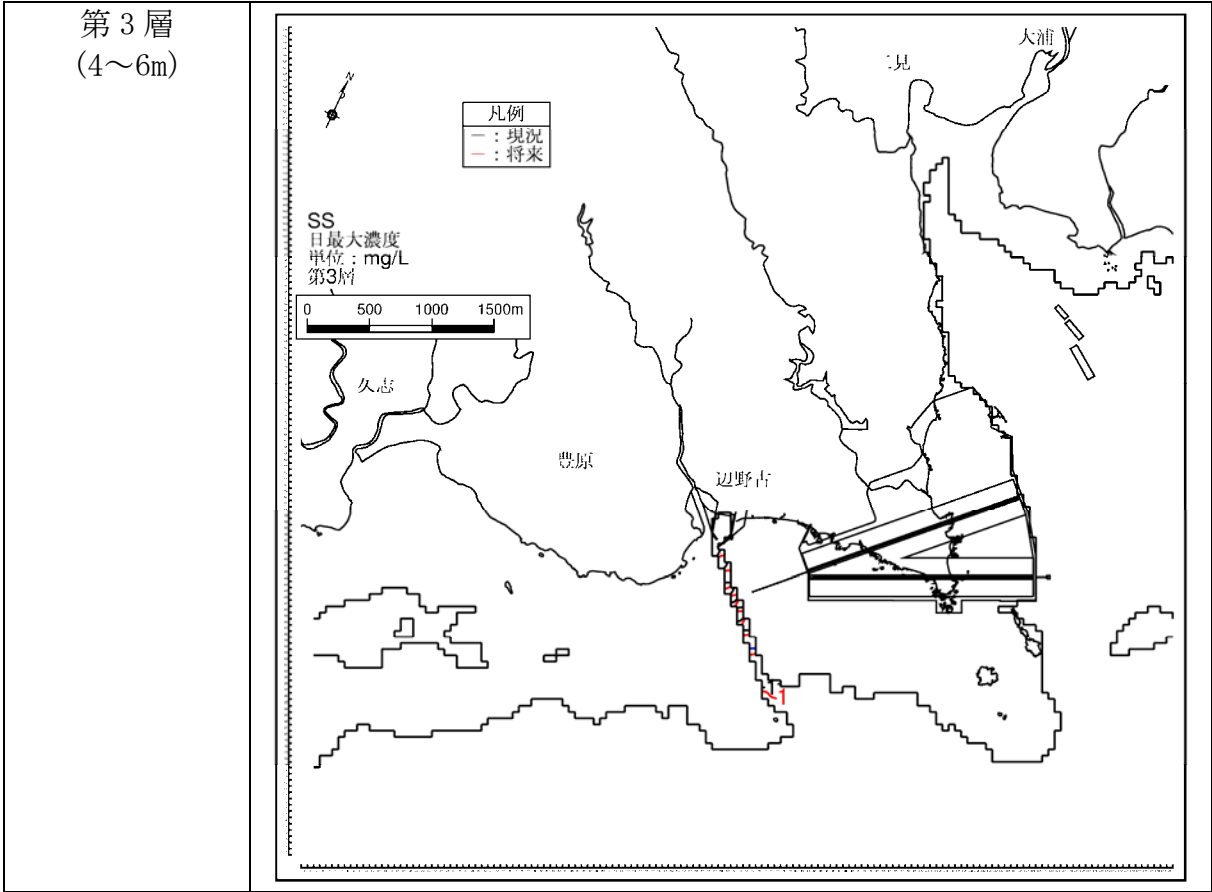 第3層
(4～6m)
大浦
二見
N
凡例
― : 現況
― : 将来
SS
日最大濃度
単位 : mg/L
第3層
0 500 1000 1500m
久志
豊原
辺野古
1